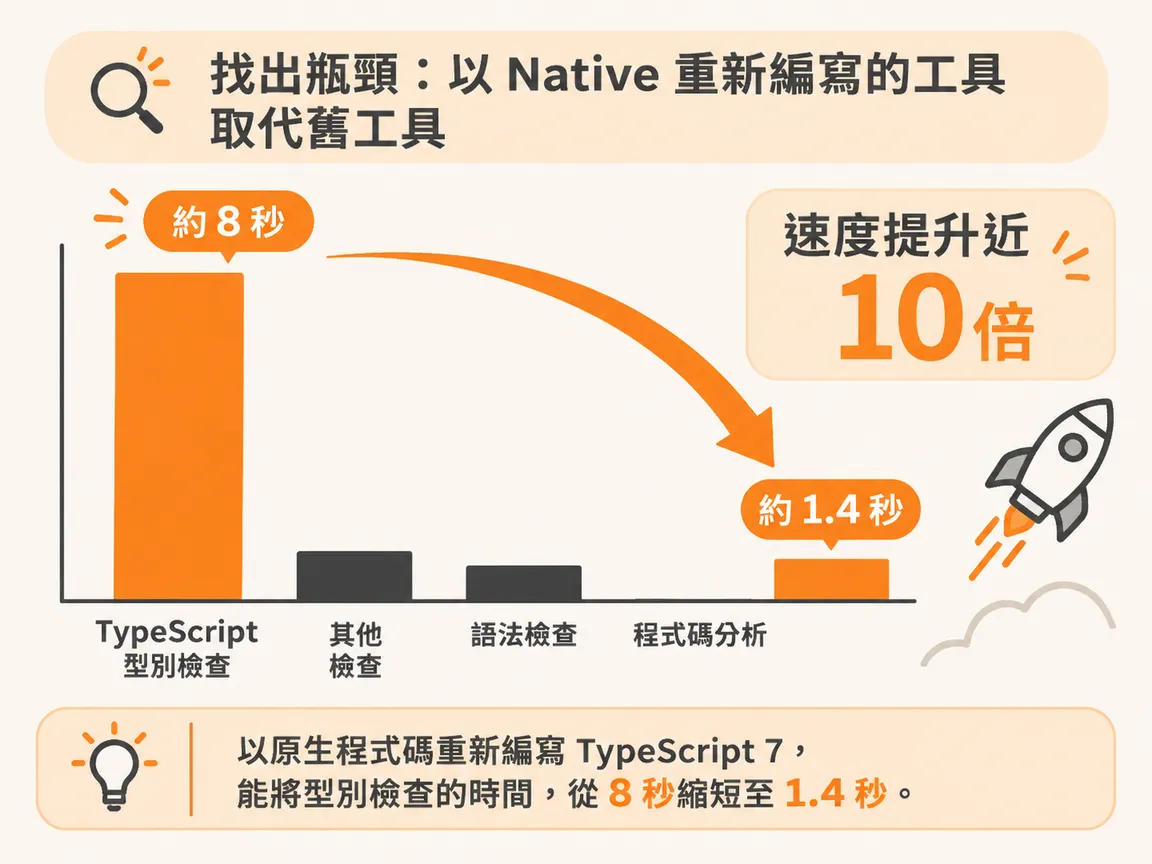 找出瓶頸：以 Native 重新編寫的工具
取代舊工具
約 8 秒
速度提升近
10 倍
約 1.4 秒
TypeScript
型別檢查
其他
檢查
語法檢查
程式碼分析
以原生程式碼重新編寫 TypeScript 7，
能將型別檢查的時間，從 8 秒縮短至 1.4 秒。